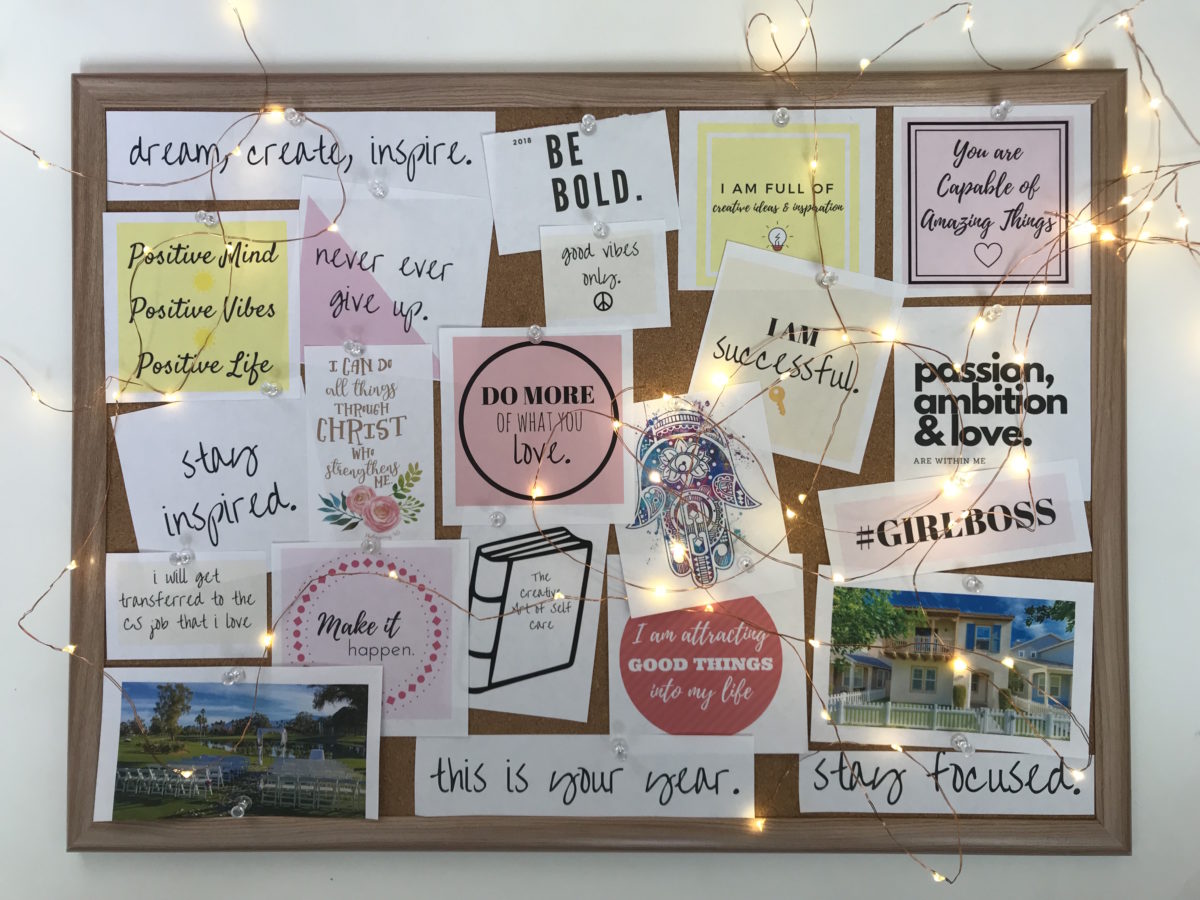 dream, create, inspire.
2018
BE
BOLD.
I AM FULL OF
creative ideas & inspiration
You are
Capable of
Amazing Things
Positive Mind
Positive Vibes
Positive Life
never ever
give up.
good vibes
only.
I AM
successful.
passion,
ambition
& love.
ARE WITHIN ME
I CAN DO
all things
THROUGH
CHRIST
WHO
strengthens
ME
DO MORE
OF WHAT YOU
love.
stay
inspired.
#GIRLBOSS
i will get
transferred to the
CS job that i love
Make it
happen.
The
Creative
Art of Self
Care
I am attracting
GOOD THINGS
into my life
this is your year.
stay focused.